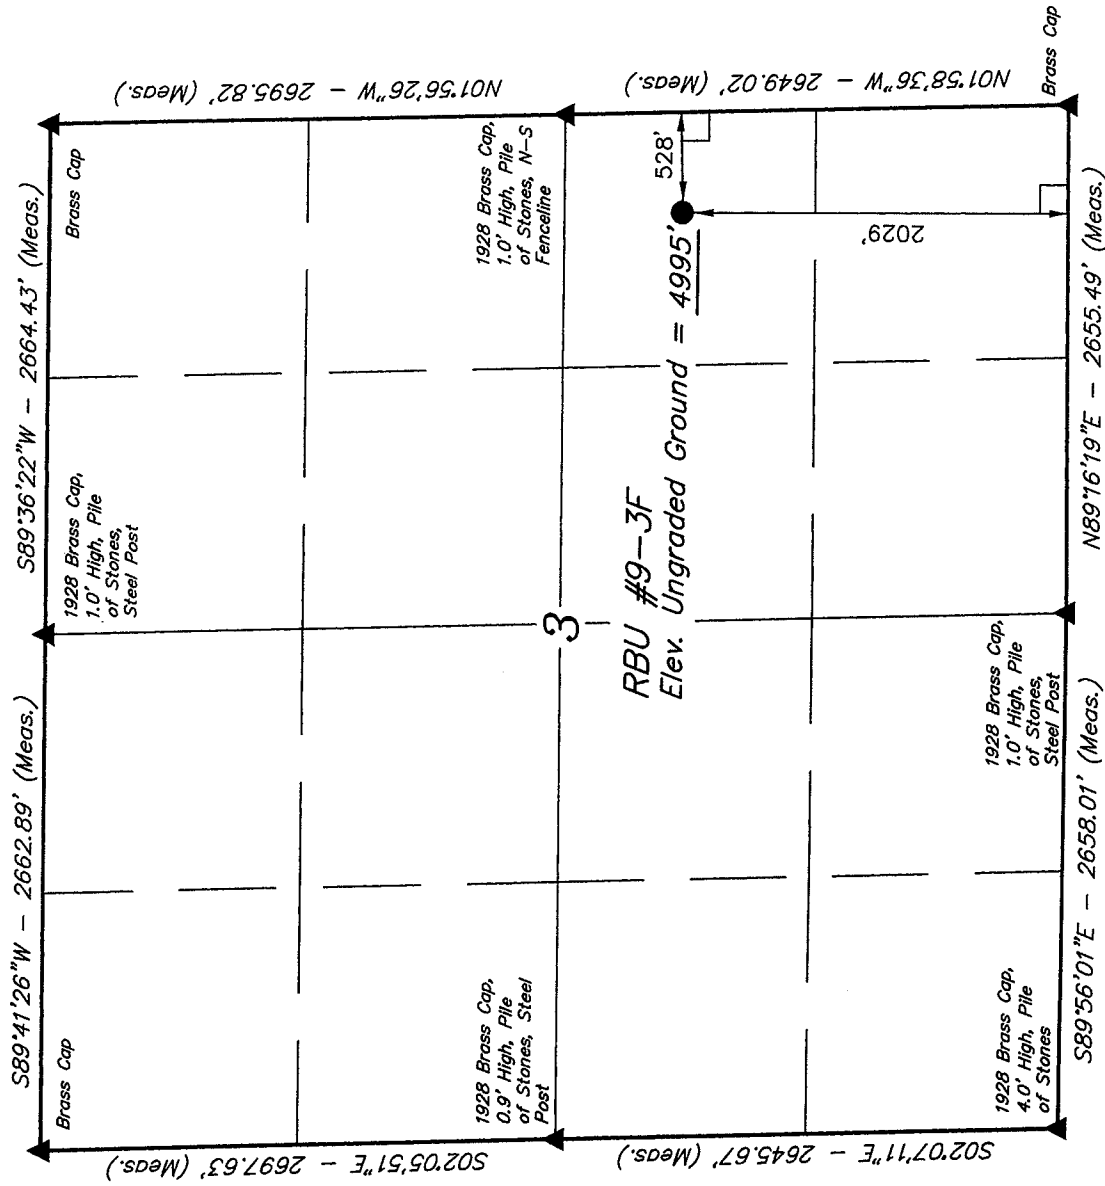 S89°41'26"W - 2662.89' (Meas.)
S89°36'22"W - 2664.43' (Meas.)
Brass Cap
1928 Brass Cap,
1.0' High, Pile
of Stones,
Steel Post
Brass Cap
S02°05'51"E - 2697.63' (Meas.)
N01°56'26"W - 2695.82' (Meas.)
1928 Brass Cap,
0.9' High, Pile
of Stones, Steel
Post
1928 Brass Cap,
1.0' High, Pile
of Stones, N-S
Fenceline
3
RBU #9-3F
Elev. Ungraded Ground = 4995'
528'
2029'
S02°07'11"E - 2645.67' (Meas.)
N01°58'36"W - 2649.02' (Meas.)
1928 Brass Cap,
4.0' High, Pile
of Stones
1928 Brass Cap,
1.0' High, Pile
of Stones,
Steel Post
Brass Cap
S89°56'01"E - 2658.01' (Meas.)
N89°16'19"E - 2655.49' (Meas.)